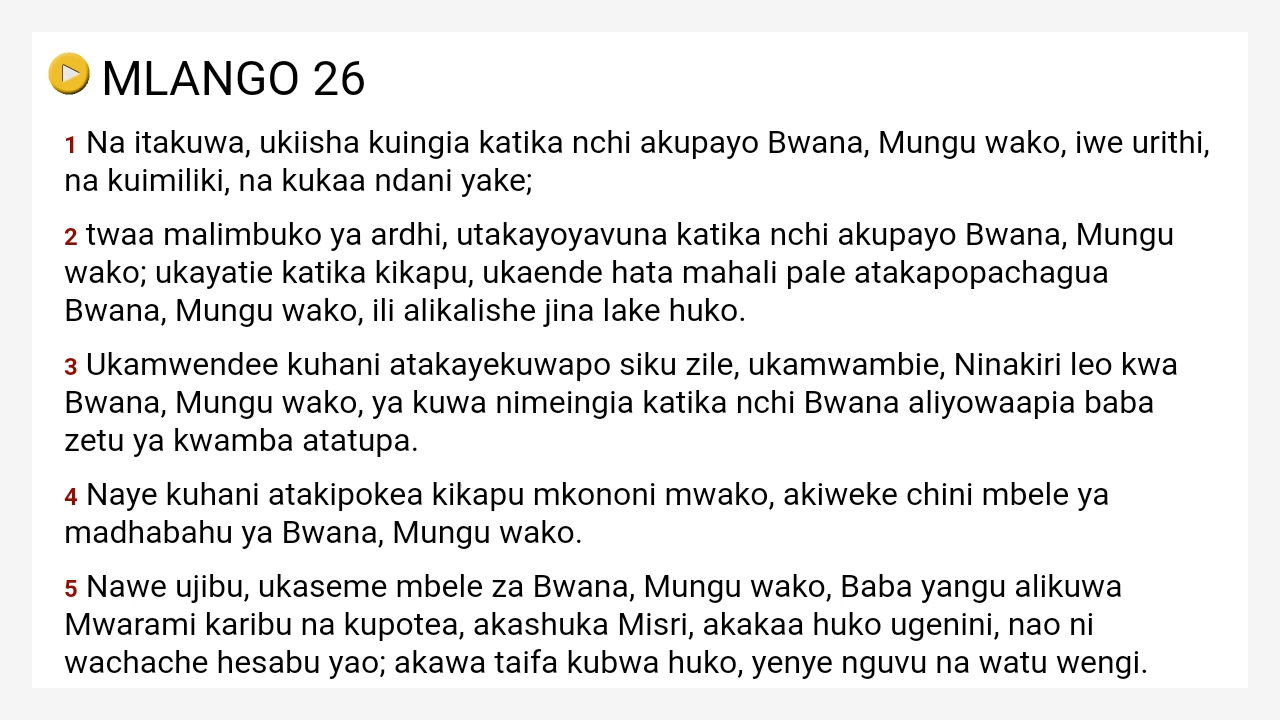 MLANGO 26
1 Na itakuwa, ukiisha kuingia katika nchi akupayo Bwana, Mungu wako, iwe urithi,
na kuimiliki, na kukaa ndani yake;
2 twaa malimbuko ya ardhi, utakayoyavuna katika nchi akupayo Bwana, Mungu
wako; ukayatie katika kikapu, ukaende hata mahali pale atakapopachagua
Bwana, Mungu wako, ili alikalishe jina lake huko.
3 Ukamwendee kuhani atakayekuwapo siku zile, ukamwambie, Ninakiri leo kwa
Bwana, Mungu wako, ya kuwa nimeingia katika nchi Bwana aliyowaapia baba
zetu ya kwamba atatupa.
4 Naye kuhani atakipokea kikapu mkononi mwako, akiweke chini mbele ya
madhabahu ya Bwana, Mungu wako.
5 Nawe ujibu, ukaseme mbele za Bwana, Mungu wako, Baba yangu alikuwa
Mwarami karibu na kupotea, akashuka Misri, akakaa huko ugenini, nao ni
wachache hesabu yao; akawa taifa kubwa huko, yenye nguvu na watu wengi.